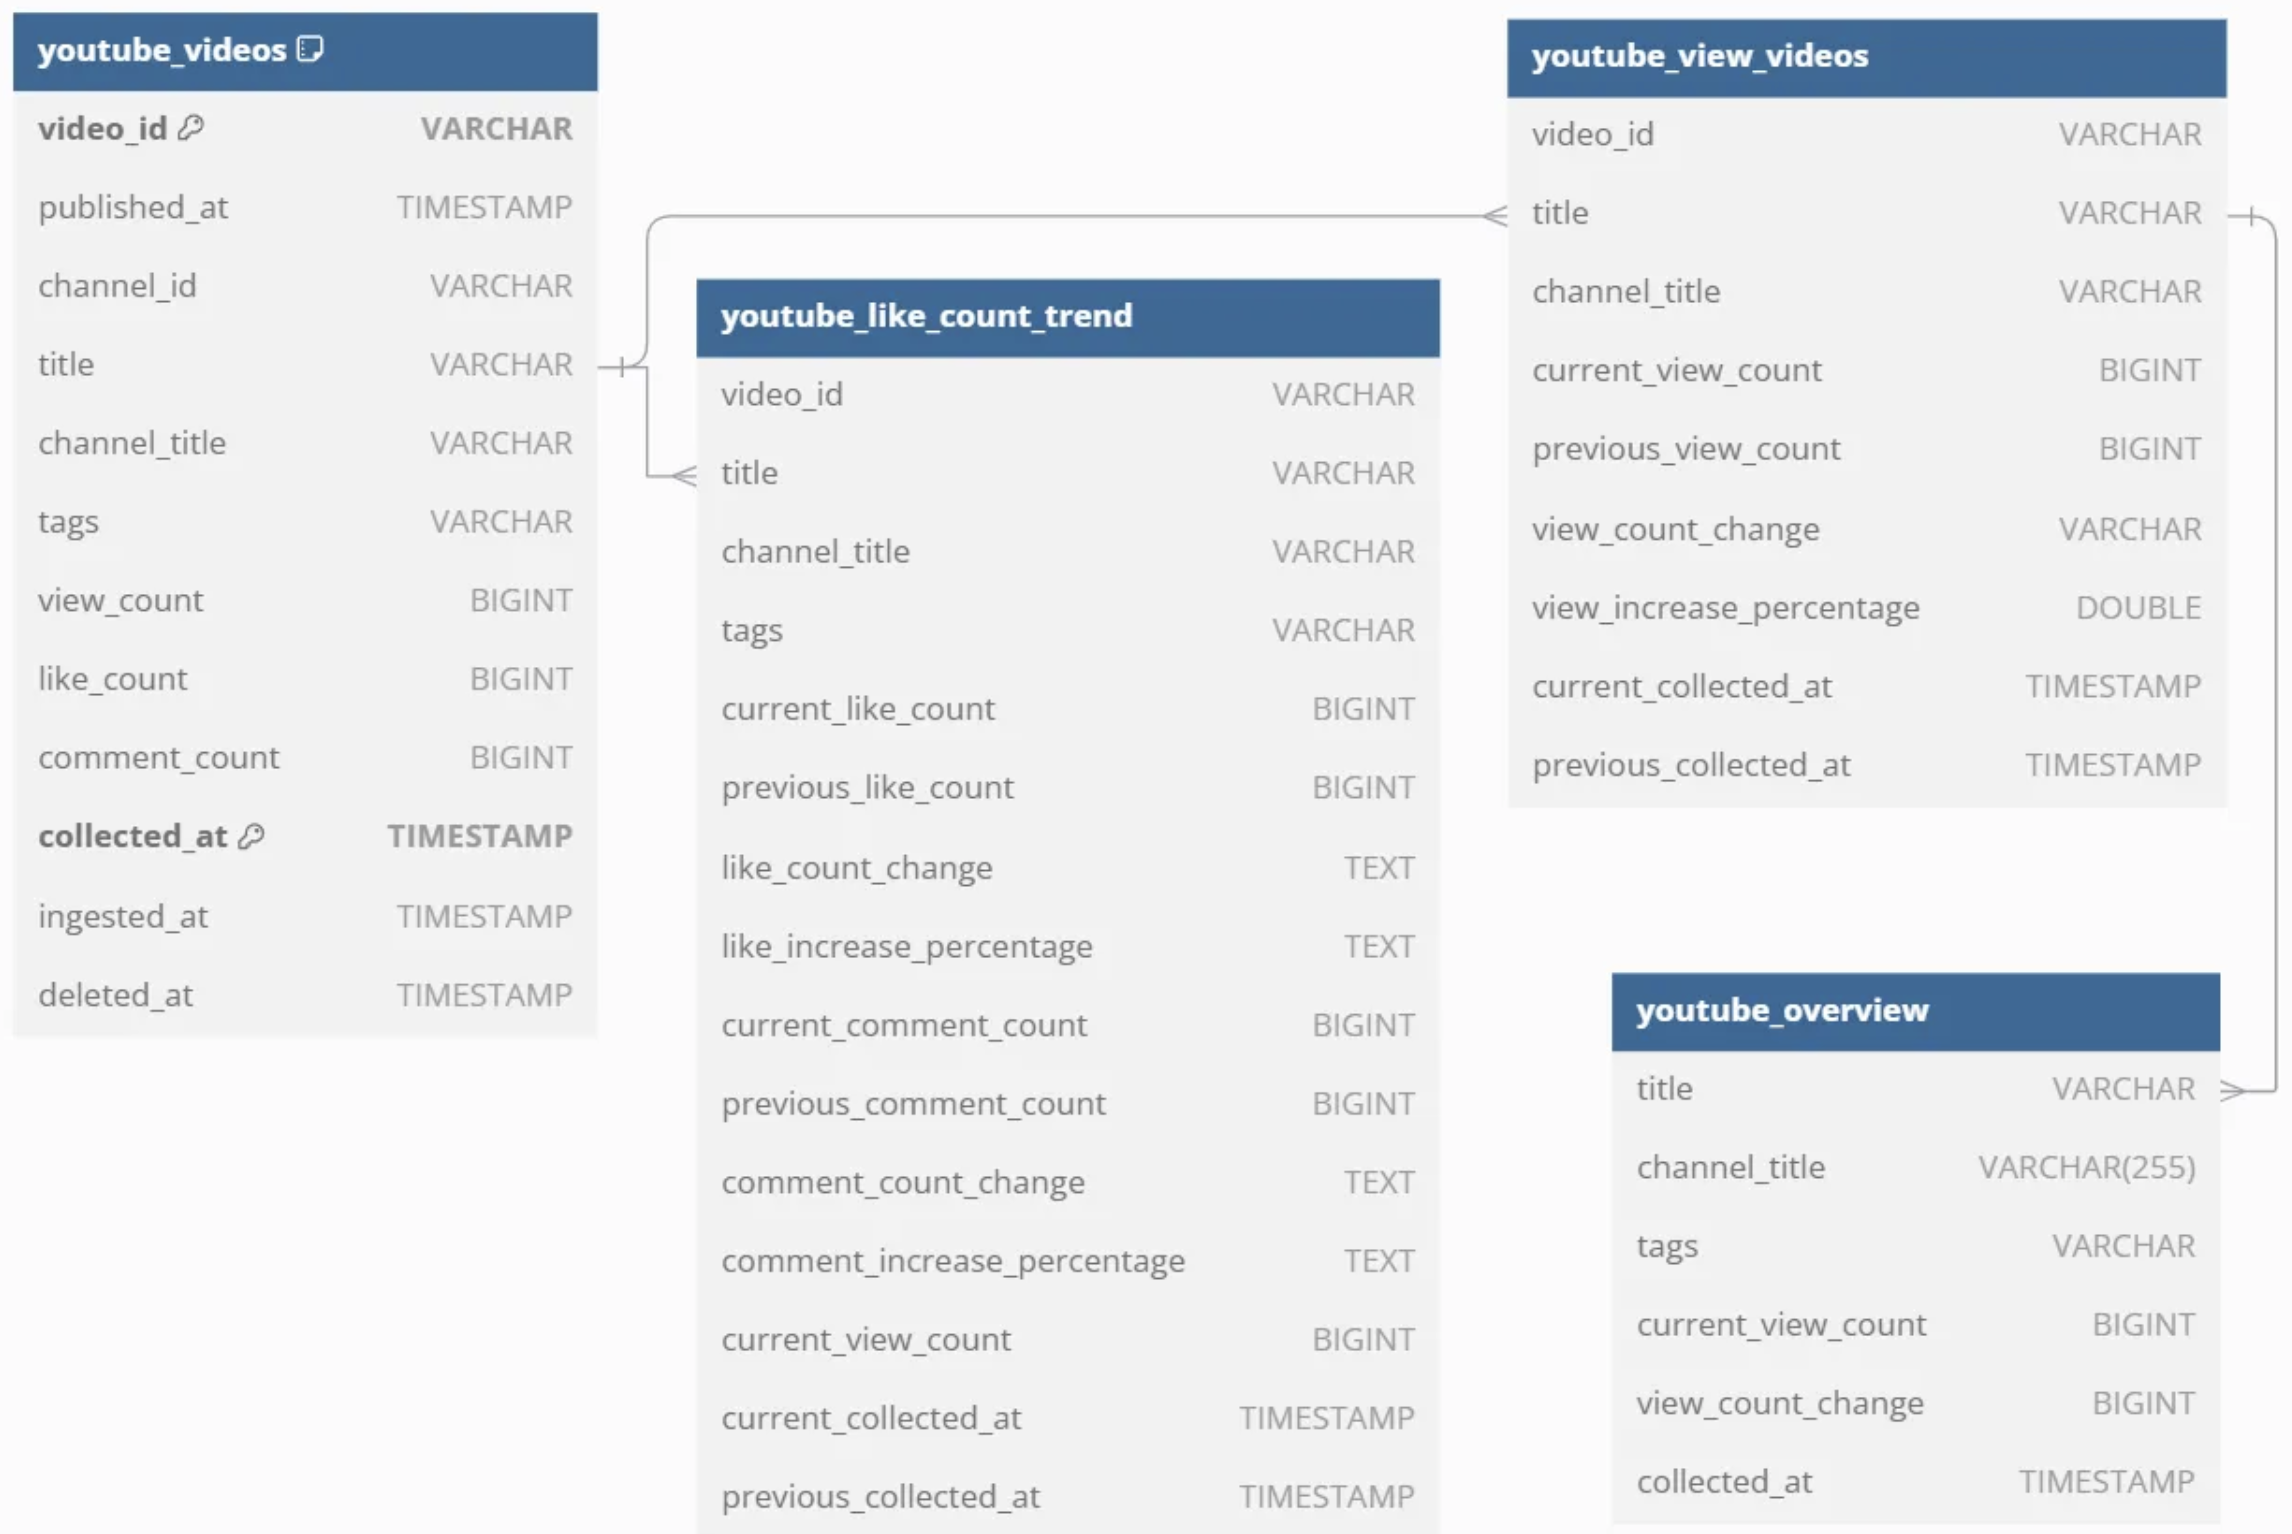 youtube_videos
video_id VARCHAR
published_at TIMESTAMP
channel_id VARCHAR
title VARCHAR
channel_title VARCHAR
tags VARCHAR
view_count BIGINT
like_count BIGINT
comment_count BIGINT
collected_at TIMESTAMP
ingested_at TIMESTAMP
deleted_at TIMESTAMP
youtube_like_count_trend
video_id VARCHAR
title VARCHAR
channel_title VARCHAR
tags VARCHAR
current_like_count BIGINT
previous_like_count BIGINT
like_count_change TEXT
like_increase_percentage TEXT
current_comment_count BIGINT
previous_comment_count BIGINT
comment_count_change TEXT
comment_increase_percentage TEXT
current_view_count BIGINT
current_collected_at TIMESTAMP
previous_collected_at TIMESTAMP
youtube_view_videos
video_id VARCHAR
title VARCHAR
channel_title VARCHAR
current_view_count BIGINT
previous_view_count BIGINT
view_count_change VARCHAR
view_increase_percentage DOUBLE
current_collected_at TIMESTAMP
previous_collected_at TIMESTAMP
youtube_overview
title VARCHAR
channel_title VARCHAR(255)
tags VARCHAR
current_view_count BIGINT
view_count_change BIGINT
collected_at TIMESTAMP